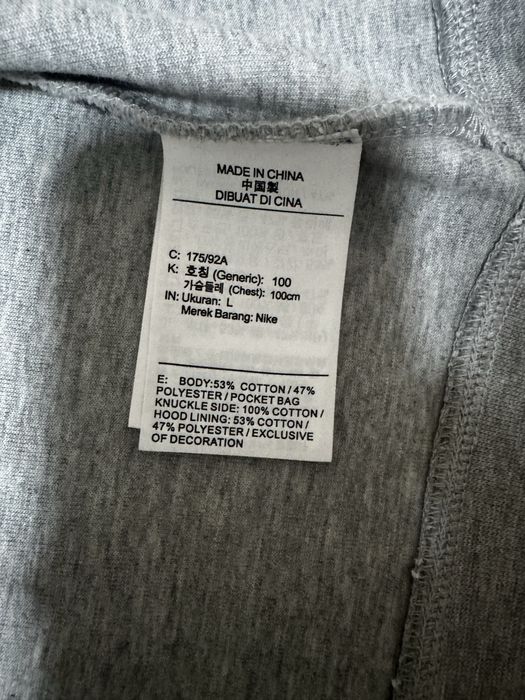 MADE IN CHINA
中国製
DIBUAT DI CINA
C: 175/92A
K: 호칭 (Generic): 100
가슴둘레 (Chest): 100cm
IN: Ukuran: L
Merek Barang: Nike
E: BODY:53% COTTON / 47%
POLYESTER / POCKET BAG
KNUCKLE SIDE: 100% COTTON /
HOOD LINING: 53% COTTON /
47% POLYESTER / EXCLUSIVE
OF DECORATION